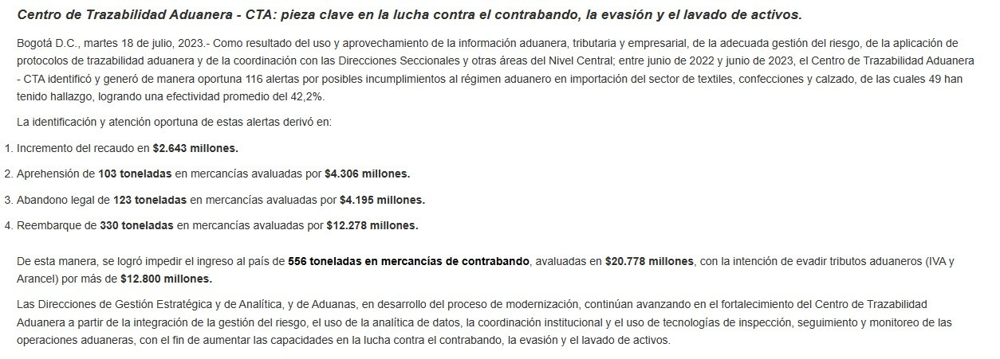 Centro de Trazabilidad Aduanera - CTA: pieza clave en la lucha contra el contrabando, la evasión y el lavado de activos.
Bogotá D.C., martes 18 de julio, 2023.- Como resultado del uso y aprovechamiento de la información aduanera, tributaria y empresarial, de la adecuada gestión del riesgo, de la aplicación de
protocolos de trazabilidad aduanera y de la coordinación con las Direcciones Seccionales y otras áreas del Nivel Central; entre junio de 2022 y junio de 2023, el Centro de Trazabilidad Aduanera
- CTA identificó y generó de manera oportuna 116 alertas por posibles incumplimientos al régimen aduanero en importación del sector de textiles, confecciones y calzado, de las cuales 49 han
tenido hallazgo, logrando una efectividad promedio del 42,2%.
La identificación y atención oportuna de estas alertas derivó en:
1. Incremento del recaudo en $2.643 millones.
2. Aprehensión de 103 toneladas en mercancías avaluadas por $4.306 millones.
3. Abandono legal de 123 toneladas en mercancías avaluadas por $4.195 millones.
4. Reembarque de 330 toneladas en mercancías avaluadas por $12.278 millones.
De esta manera, se logró impedir el ingreso al país de 556 toneladas en mercancías de contrabando, avaluadas en $20.778 millones, con la intención de evadir tributos aduaneros (IVA y
Arancel) por más de $12.800 millones.
Las Direcciones de Gestión Estratégica y de Analítica, y de Aduanas, en desarrollo del proceso de modernización, continúan avanzando en el fortalecimiento del Centro de Trazabilidad
Aduanera a partir de la integración de la gestión del riesgo, el uso de la analítica de datos, la coordinación institucional y el uso de tecnologías de inspección, seguimiento y monitoreo de las
operaciones aduaneras, con el fin de aumentar las capacidades en la lucha contra el contrabando, la evasión y el lavado de activos.